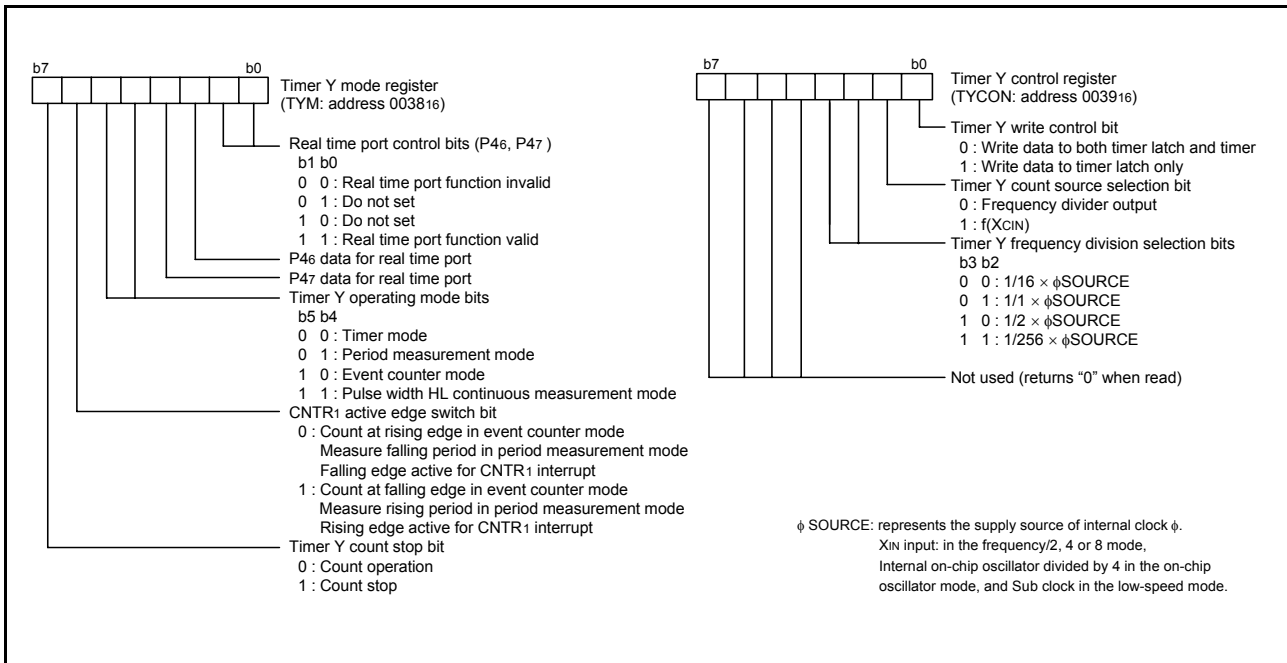 b7 b0
Timer Y mode register
(TYM: address 003816)
Real time port control bits (P46, P47 )
b1 b0
0 0 : Real time port function invalid
0 1 : Do not set
1 0 : Do not set
1 1 : Real time port function valid
P46 data for real time port
P47 data for real time port
Timer Y operating mode bits
b5 b4
0 0 : Timer mode
0 1 : Period measurement mode
1 0 : Event counter mode
1 1 : Pulse width HL continuous measurement mode
CNTR1 active edge switch bit
0 : Count at rising edge in event counter mode
Measure falling period in period measurement mode
Falling edge active for CNTR1 interrupt
1 : Count at falling edge in event counter mode
Measure rising period in period measurement mode
Rising edge active for CNTR1 interrupt
Timer Y count stop bit
0 : Count operation
1 : Count stop
b7 b0
Timer Y control register
(TYCON: address 003916)
Timer Y write control bit
0 : Write data to both timer latch and timer
1 : Write data to timer latch only
Timer Y count source selection bit
0 : Frequency divider output
1 : f(XCIN)
Timer Y frequency division selection bits
b3 b2
0 0 : 1/16 × ϕSOURCE
0 1 : 1/1 × ϕSOURCE
1 0 : 1/2 × ϕSOURCE
1 1 : 1/256 × ϕSOURCE
Not used (returns “0” when read)
ϕ SOURCE: represents the supply source of internal clock ϕ.
XIN input: in the frequency/2, 4 or 8 mode,
Internal on-chip oscillator divided by 4 in the on-chip
oscillator mode, and Sub clock in the low-speed mode.